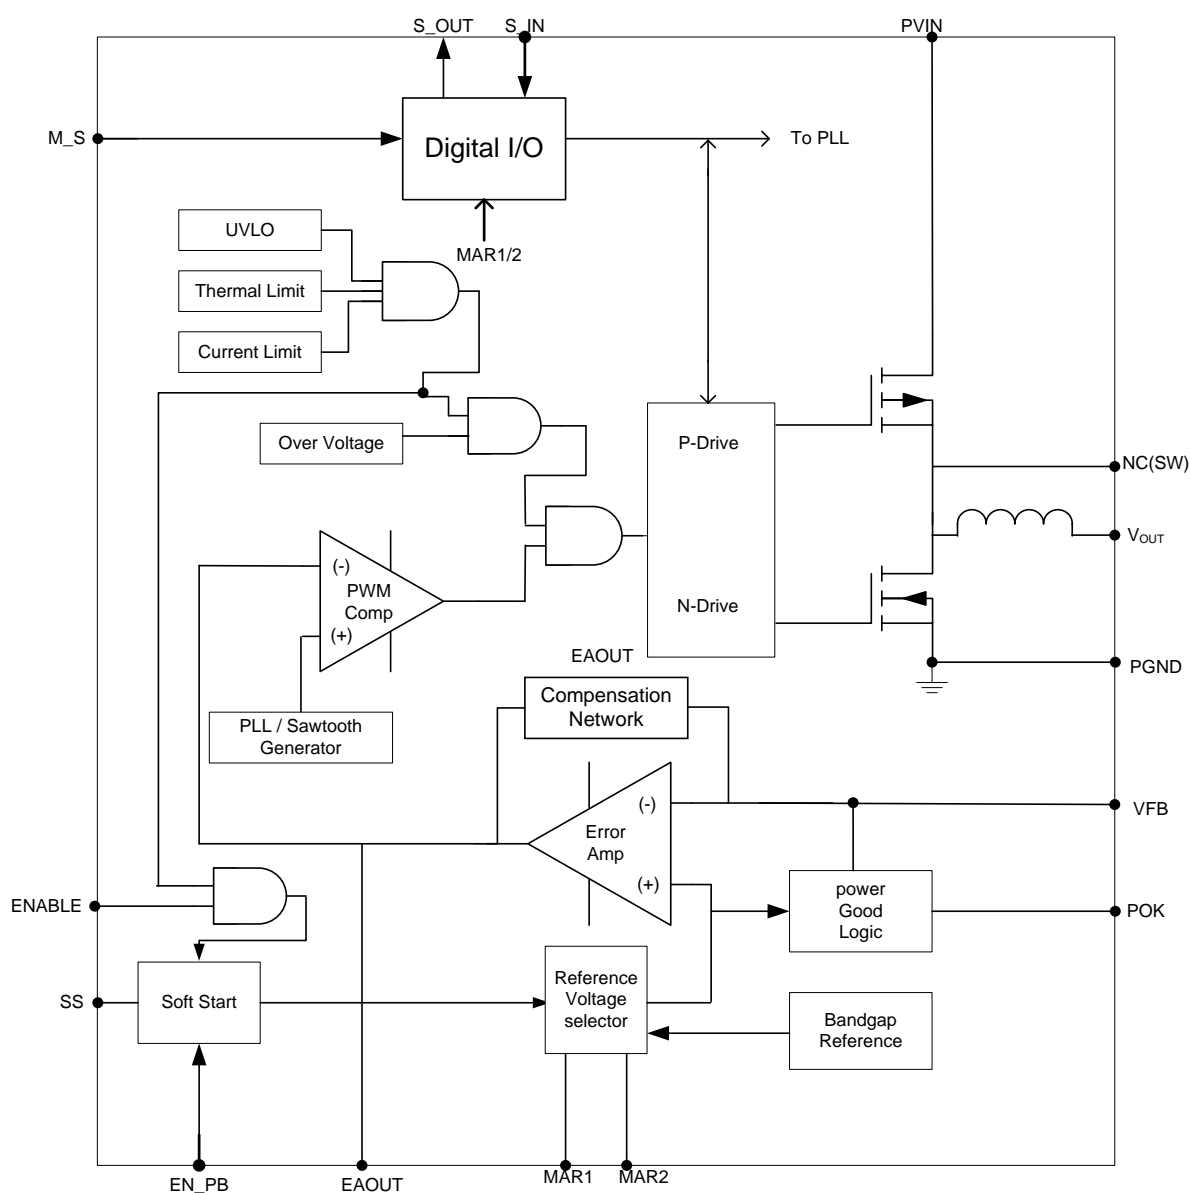 S_OUT
S_IN
PVIN
M_S
Digital I/O
To PLL
UVLO
MAR1/2
Thermal Limit
Current Limit
Over Voltage
P-Drive
NC(SW)
VOUT
(-)
PWM
Comp
(+)
N-Drive
EAOUT
PGND
Compensation
Network
PLL / Sawtooth
Generator
(-)
VFB
Error
Amp
(+)
power
Good
Logic
ENABLE
POK
Reference
Voltage
selector
SS
Soft Start
Bandgap
Reference
EN_PB
EAOUT
MAR1
MAR2